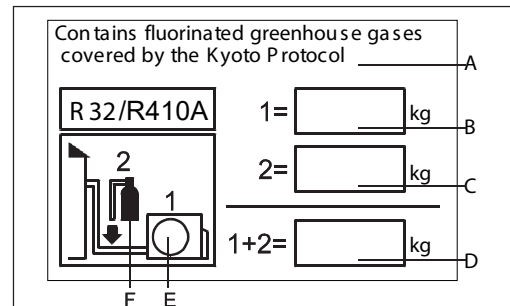 Contains fluorinated greenhouse gases
covered by the Kyoto Protocol
A
R32/R410A
1= kg
B
2= kg
C
2
1
1+2= kg
D
F E